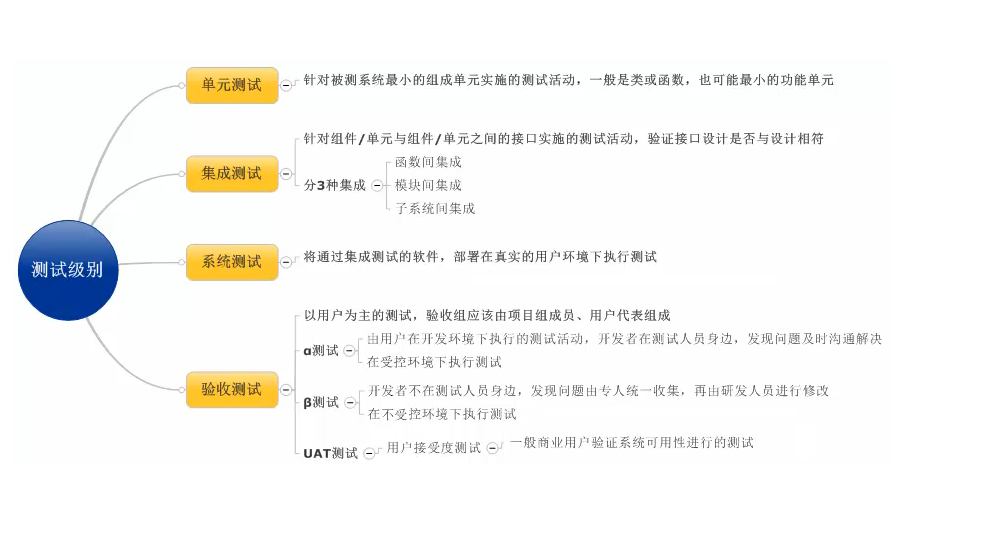 测试级别
单元测试
针对被测系统最小的组成单元实施的测试活动，一般是类或函数，也可能最小的功能单元
集成测试
针对组件/单元与组件/单元之间的接口实施的测试活动，验证接口设计是否与设计相符
分3种集成
函数间集成
模块间集成
子系统间集成
系统测试
将通过集成测试的软件，部署在真实的用户环境下执行测试
验收测试
以用户为主的测试，验收组应该由项目组成员、用户代表组成
α测试
由用户在开发环境下执行的测试活动，开发者在测试人员身边，发现问题及时沟通解决
在受控环境下执行测试
β测试
开发者不在测试人员身边，发现问题由专人统一收集，再由研发人员进行修改
在不受控环境下执行测试
UAT测试
用户接受度测试
一般商业用户验证系统可用性进行的测试